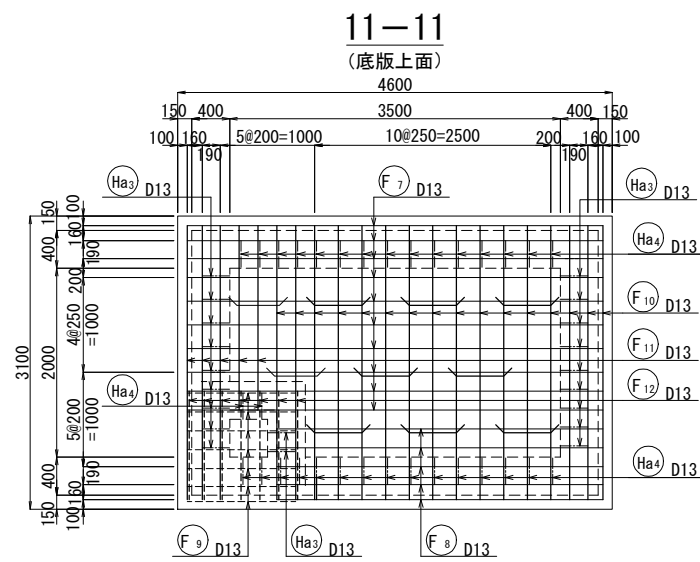 11－11
(底版上面)
4600
150 400 3500 400 150
100 160 5@200=1000 10@250=2500 200 160 100
190 190
Ha3 D13
F7 D13
Ha3 D13
Ha4 D13
F10 D13
F11 D13
F12 D13
Ha4 D13
Ha4 D13
F9 D13
Ha3 D13
F8 D13
3100
150 400 2000 400 150
100 160 190 200 4@250 =1000 5@200 =1000 190 160 100